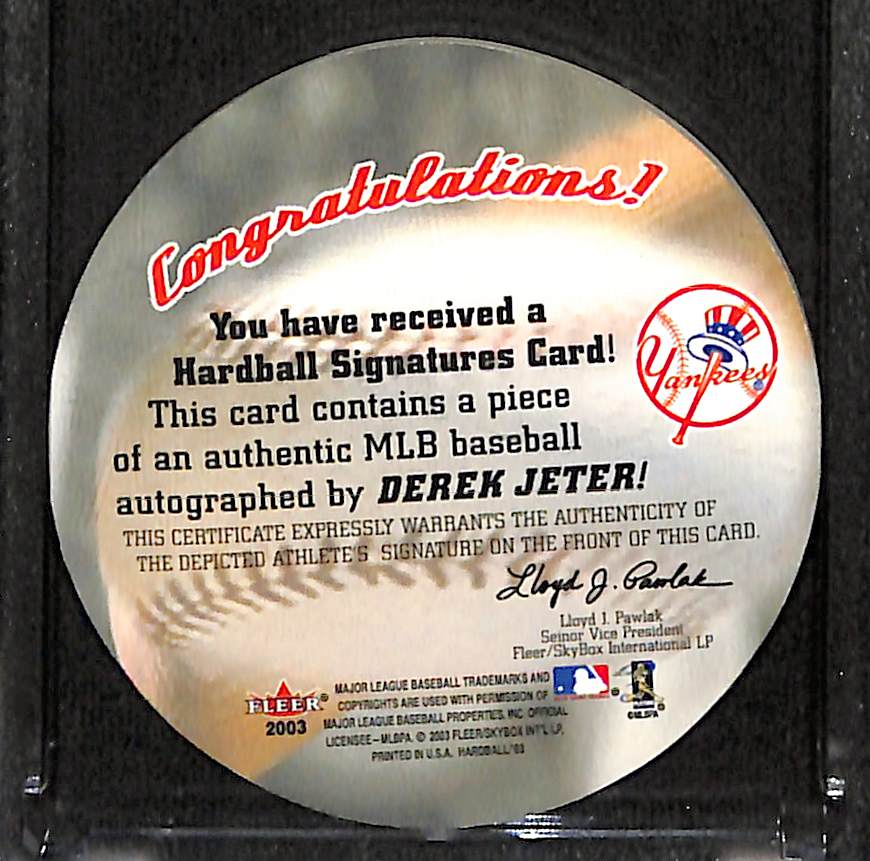 Congratulations!
You have received a
Hardball Signatures Card!
This card contains a piece
of an authentic MLB baseball
autographed by DEREK JETER!
THIS CERTIFICATE EXPRESSLY WARRANTS THE AUTHENTICITY OF
THE DEPICTED ATHLETE'S SIGNATURE ON THE FRONT OF THIS CARD.
Yankees
Lloyd J. Pawlak
Lloyd J. Pawlak
Seinor Vice President
Fleer/SkyBox International LP
FLEER®
2003
MAJOR LEAGUE BASEBALL TRADEMARKS AND
COPYRIGHTS ARE USED WITH PERMISSION OF
MAJOR LEAGUE BASEBALL PROPERTIES, INC. OFFICIAL
LICENSEE–MLBPA. © 2003 FLEER/SKYBOX INT'L LP,
PRINTED IN U.S.A. HARDBALL/'03
©MLBPA